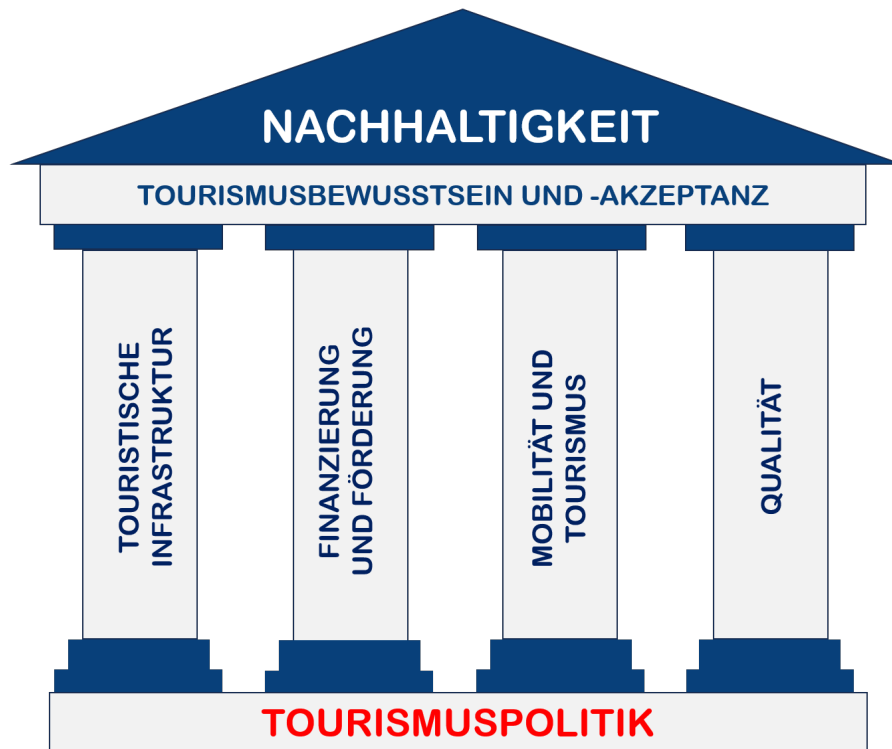 NACHHALTIGKEIT
TOURISMUSBEWUSSTSEIN UND -AKZEPTANZ
TOURISTISCHE
INFRASTRUKTUR
FINANZIERUNG
UND FÖRDERUNG
MOBILITÄT UND
TOURISMUS
QUALITÄT
TOURISMUSPOLITIK